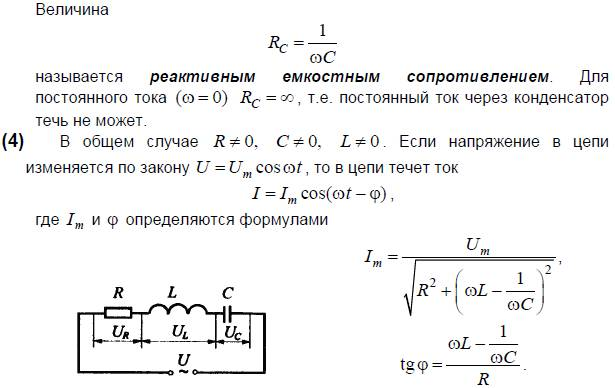 Величина
R_C = 1/(ωC)
называется реактивным емкостным сопротивлением. Для
постоянного тока (ω = 0) R_C = ∞, т.е. постоянный ток через конденсатор
течь не может.
(4) В общем случае R ≠ 0, C ≠ 0, L ≠ 0. Если напряжение в цепи
изменяется по закону U = U_m cos ωt, то в цепи течет ток
I = I_m cos(ωt − φ),
где I_m и φ определяются формулами
I_m = U_m / √(R² + (ωL − 1/(ωC))²),
R L C
U_R U_L U_C
U
~
tg φ = (ωL − 1/(ωC)) / R.